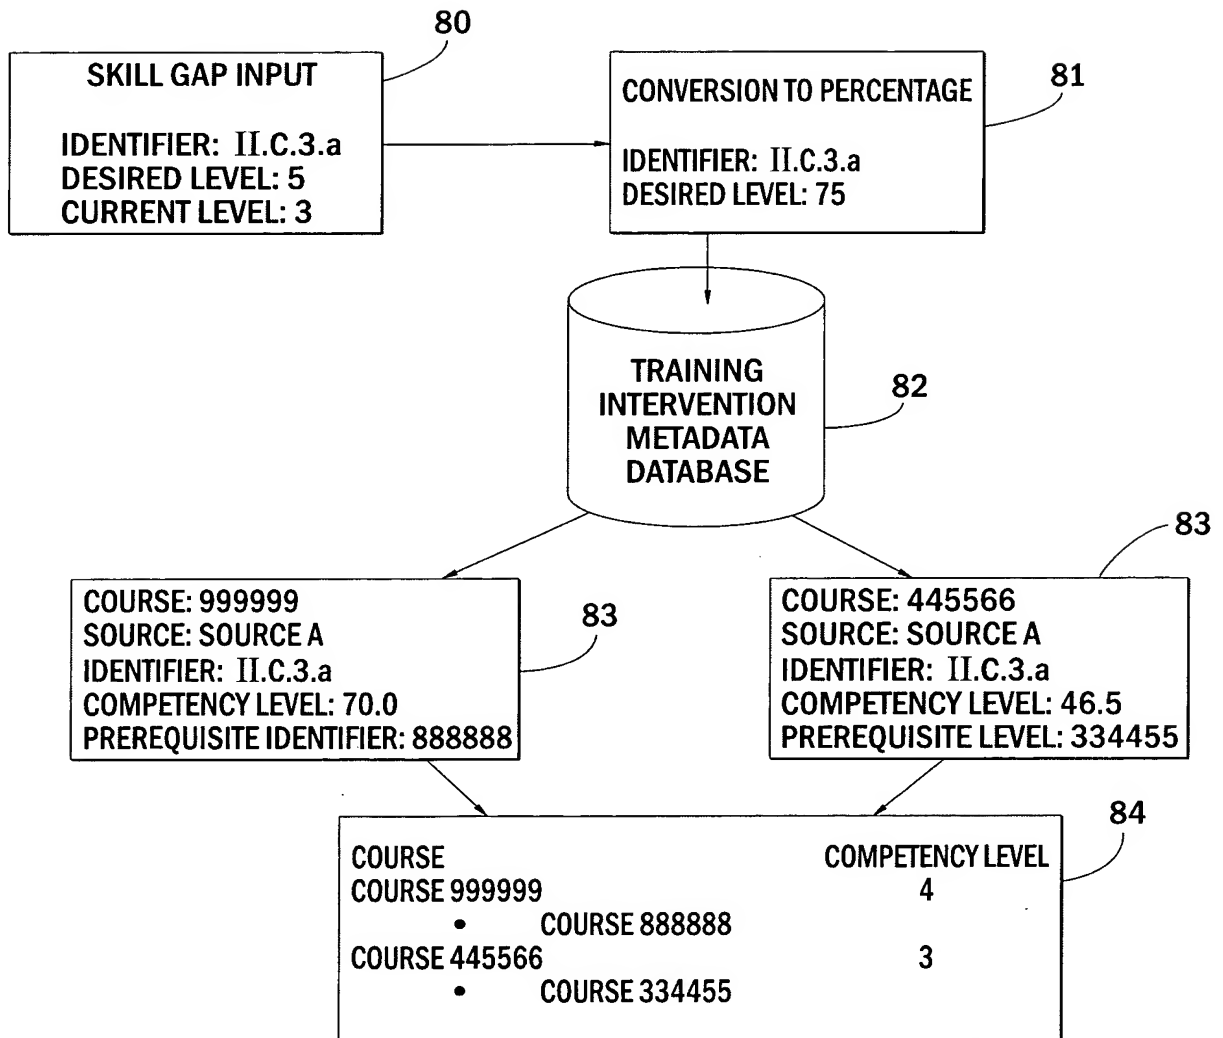 80
SKILL GAP INPUT
IDENTIFIER: II.C.3.a
DESIRED LEVEL: 5
CURRENT LEVEL: 3
81
CONVERSION TO PERCENTAGE
IDENTIFIER: II.C.3.a
DESIRED LEVEL: 75
82
TRAINING
INTERVENTION
METADATA
DATABASE
83
COURSE: 999999
SOURCE: SOURCE A
IDENTIFIER: II.C.3.a
COMPETENCY LEVEL: 70.0
PREREQUISITE IDENTIFIER: 888888
83
COURSE: 445566
SOURCE: SOURCE A
IDENTIFIER: II.C.3.a
COMPETENCY LEVEL: 46.5
PREREQUISITE LEVEL: 334455
84
COURSE COMPETENCY LEVEL
COURSE 999999 4
• COURSE 888888
COURSE 445566 3
• COURSE 334455